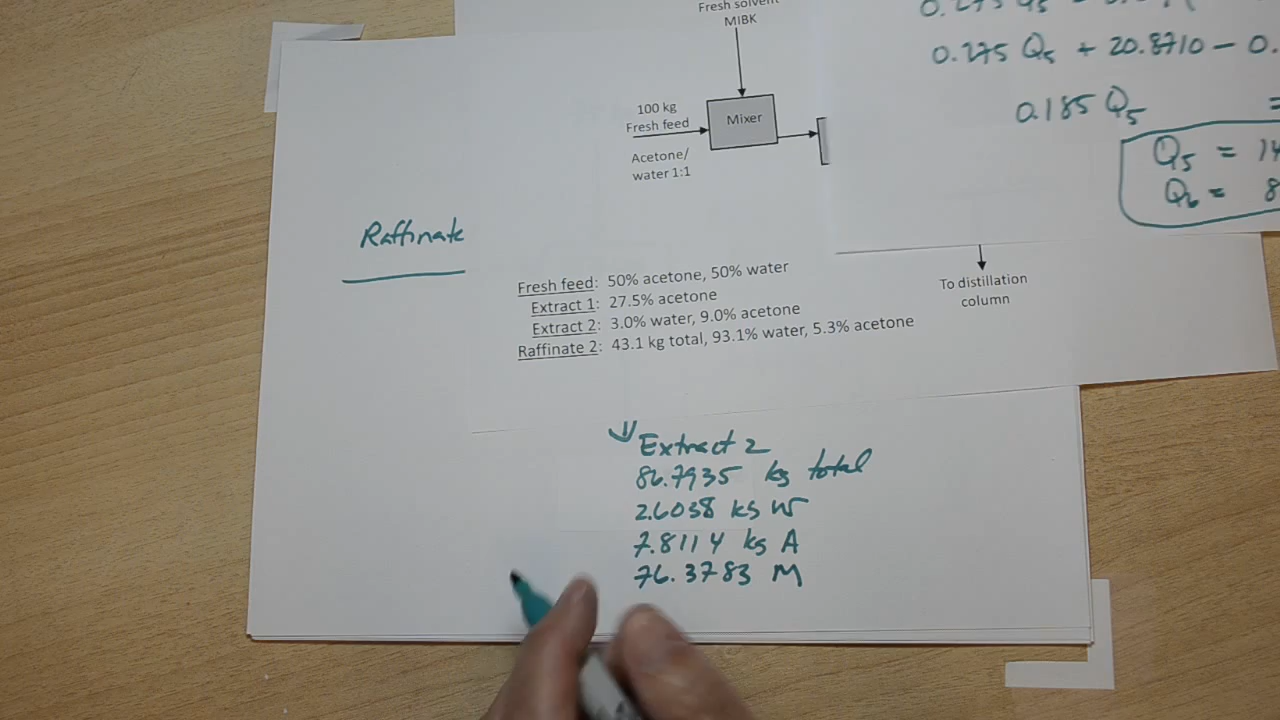 Fresh solvent
MIBK
100 kg
Fresh feed
Acetone/
water 1:1
Mixer
0.275 Q5 + 20.8710 - 0.
0.185 Q5 =
Q5 = 14
Q6 = 8
Raffinate
To distillation
column
Fresh feed: 50% acetone, 50% water
Extract 1: 27.5% acetone
Extract 2: 3.0% water, 9.0% acetone
Raffinate 2: 43.1 kg total, 93.1% water, 5.3% acetone
Extract 2
86.7935 kg total
2.6038 kg W
7.8114 kg A
76.3783 M